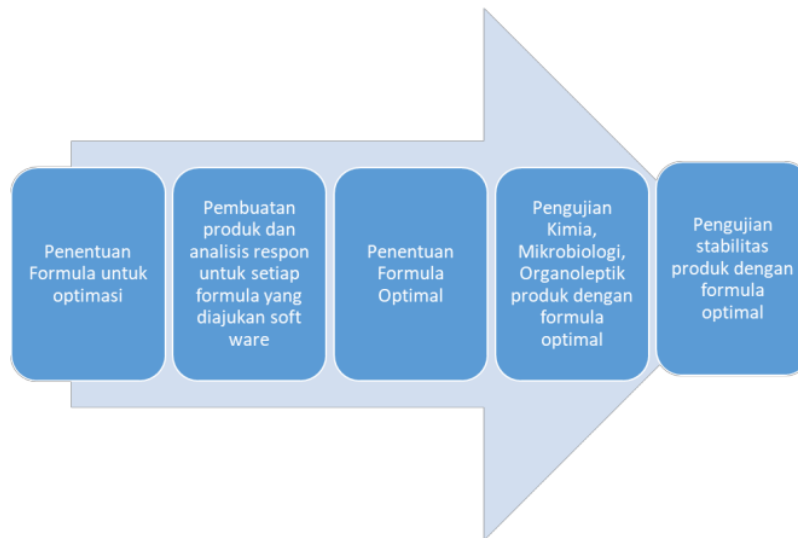 Penentuan
Formula untuk
optimasi
Pembuatan
produk dan
analisis respon
untuk setiap
formula yang
diajukan soft
ware
Penentuan
Formula
Optimal
Pengujian
Kimia,
Mikrobiologi,
Organoleptik
produk dengan
formula
optimal
Pengujian
stabilitas
produk dengan
formula
optimal